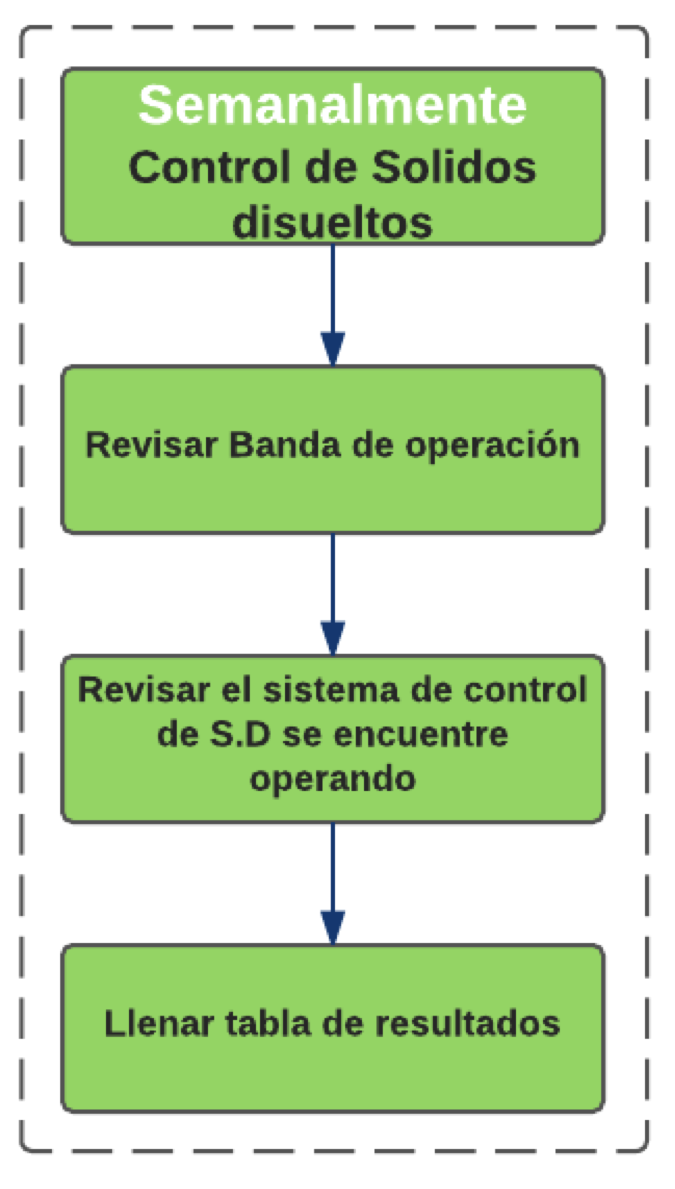 Semanalmente
Control de Solidos
disueltos
Revisar Banda de operación
Revisar el sistema de control
de S.D se encuentre
operando
Llenar tabla de resultados